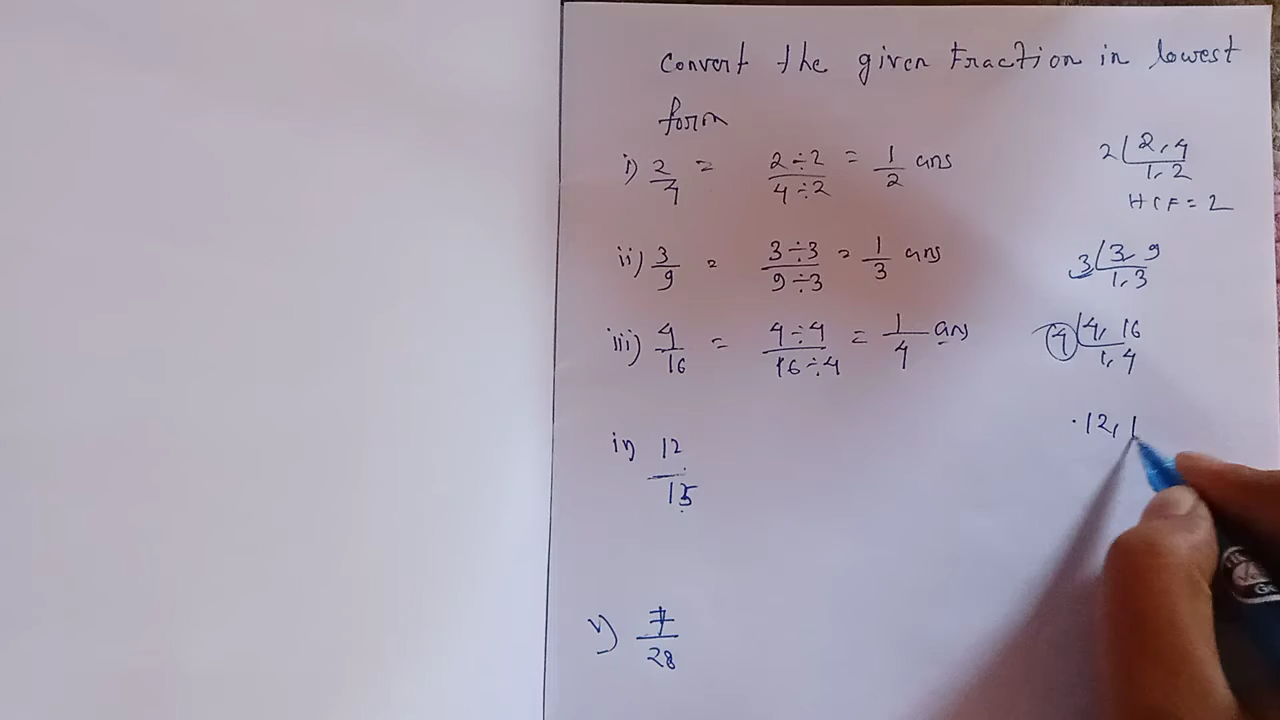 Convert the given Fraction in lowest
form
i) 2/4 = 2÷2/4÷2 = 1/2 ans
2 2, 4
1, 2
HCF = 2
ii) 3/9 = 3÷3/9÷3 = 1/3 ans
3 3, 9
1, 3
iii) 4/16 = 4÷4/16÷4 = 1/4 ans
4 4, 16
1, 4
iv) 12/15
12, 1
v) 7/28